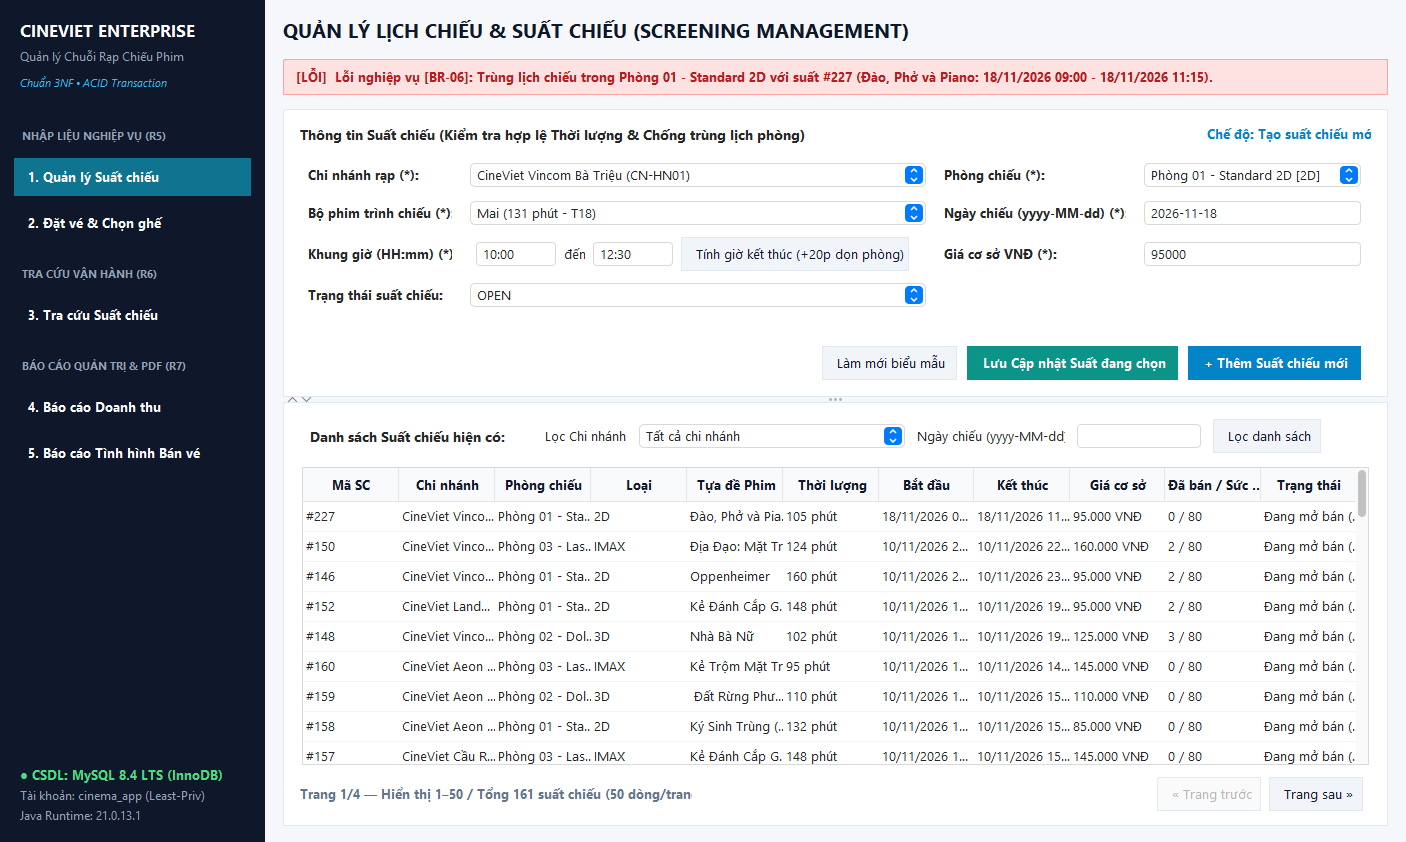 CINEVIET ENTERPRISE
Quản lý Chuỗi Rạp Chiếu Phim
Chuẩn 3NF • ACID Transaction
NHẬP LIỆU NGHIỆP VỤ (R5)
1. Quản lý Suất chiếu
2. Đặt vé & Chọn ghế
TRA CỨU VẬN HÀNH (R6)
3. Tra cứu Suất chiếu
BÁO CÁO QUẢN TRỊ & PDF (R7)
4. Báo cáo Doanh thu
5. Báo cáo Tình hình Bán vé
● CSDL: MySQL 8.4 LTS (InnoDB)
Tài khoản: cinema_app (Least-Priv)
Java Runtime: 21.0.13.1
QUẢN LÝ LỊCH CHIẾU & SUẤT CHIẾU (SCREENING MANAGEMENT)
[LỖI] Lỗi nghiệp vụ [BR-06]: Trùng lịch chiếu trong Phòng 01 - Standard 2D với suất #227 (Đào, Phở và Piano: 18/11/2026 09:00 - 18/11/2026 11:15).
Thông tin Suất chiếu (Kiểm tra hợp lệ Thời lượng & Chống trùng lịch phòng)
Chế độ: Tạo suất chiếu mớ
Chi nhánh rạp (*): CineViet Vincom Bà Triệu (CN-HN01) Phòng chiếu (*): Phòng 01 - Standard 2D [2D]
Bộ phim trình chiếu (*): Mai (131 phút - T18) Ngày chiếu (yyyy-MM-dd) (*): 2026-11-18
Khung giờ (HH:mm) (*) 10:00 đến 12:30 Tính giờ kết thúc (+20p dọn phòng) Giá cơ sở VNĐ (*): 95000
Trạng thái suất chiếu: OPEN
Làm mới biểu mẫu Lưu Cập nhật Suất đang chọn + Thêm Suất chiếu mới
Danh sách Suất chiếu hiện có: Lọc Chi nhánh Tất cả chi nhánh Ngày chiếu (yyyy-MM-dd) Lọc danh sách
Mã SC Chi nhánh Phòng chiếu Loại Tựa đề Phim Thời lượng Bắt đầu Kết thúc Giá cơ sở Đã bán / Sức ... Trạng thái
#227 CineViet Vinco... Phòng 01 - Sta... 2D Đào, Phở và Pia... 105 phút 18/11/2026 0... 18/11/2026 11... 95.000 VNĐ 0 / 80 Đang mở bán (...
#150 CineViet Vinco... Phòng 03 - Las... IMAX Địa Đạo: Mặt Tr 124 phút 10/11/2026 2... 10/11/2026 22... 160.000 VNĐ 2 / 80 Đang mở bán (...
#146 CineViet Vinco... Phòng 01 - Sta... 2D Oppenheimer 160 phút 10/11/2026 2... 10/11/2026 23... 95.000 VNĐ 2 / 80 Đang mở bán (...
#152 CineViet Land... Phòng 01 - Sta... 2D Kẻ Đánh Cắp G... 148 phút 10/11/2026 1... 10/11/2026 19... 95.000 VNĐ 2 / 80 Đang mở bán (...
#148 CineViet Vinco... Phòng 02 - Dol... 3D Nhà Bà Nữ 102 phút 10/11/2026 1... 10/11/2026 19... 125.000 VNĐ 3 / 80 Đang mở bán (...
#160 CineViet Aeon ... Phòng 03 - Las... IMAX Kẻ Trộm Mặt Tr 95 phút 10/11/2026 1... 10/11/2026 14... 145.000 VNĐ 0 / 80 Đang mở bán (...
#159 CineViet Aeon ... Phòng 02 - Dol... 3D Đất Rừng Phư... 110 phút 10/11/2026 1... 10/11/2026 15... 110.000 VNĐ 0 / 80 Đang mở bán (...
#158 CineViet Aeon ... Phòng 01 - Sta... 2D Ký Sinh Trùng (... 132 phút 10/11/2026 1... 10/11/2026 15... 85.000 VNĐ 0 / 80 Đang mở bán (...
#157 CineViet Cầu R... Phòng 03 - Las... IMAX Kẻ Đánh Cắp G... 148 phút 10/11/2026 1... 10/11/2026 15... 145.000 VNĐ 0 / 80 Đang mở bán (...
Trang 1/4 — Hiển thị 1–50 / Tổng 161 suất chiếu (50 dòng/tran
« Trang trước Trang sau »